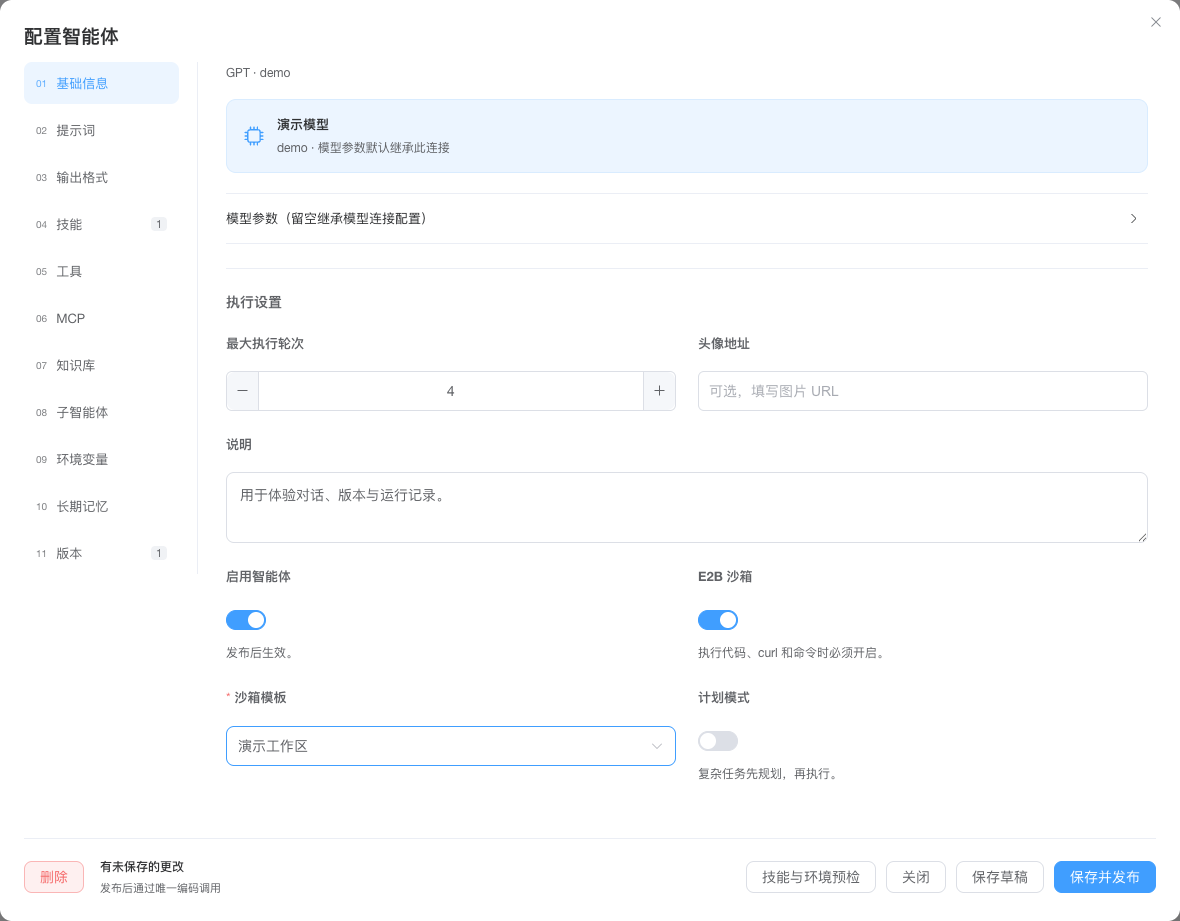 配置智能体
01 基础信息
02 提示词
03 输出格式
04 技能 1
05 工具
06 MCP
07 知识库
08 子智能体
09 环境变量
10 长期记忆
11 版本 1
GPT · demo
演示模型
demo · 模型参数默认继承此连接
模型参数（留空继承模型连接配置）
执行设置
最大执行轮次
4
头像地址
可选，填写图片 URL
说明
用于体验对话、版本与运行记录。
启用智能体
发布后生效。
E2B 沙箱
执行代码、curl 和命令时必须开启。
* 沙箱模板
演示工作区
计划模式
复杂任务先规划，再执行。
删除
有未保存的更改
发布后通过唯一编码调用
技能与环境预检
关闭
保存草稿
保存并发布